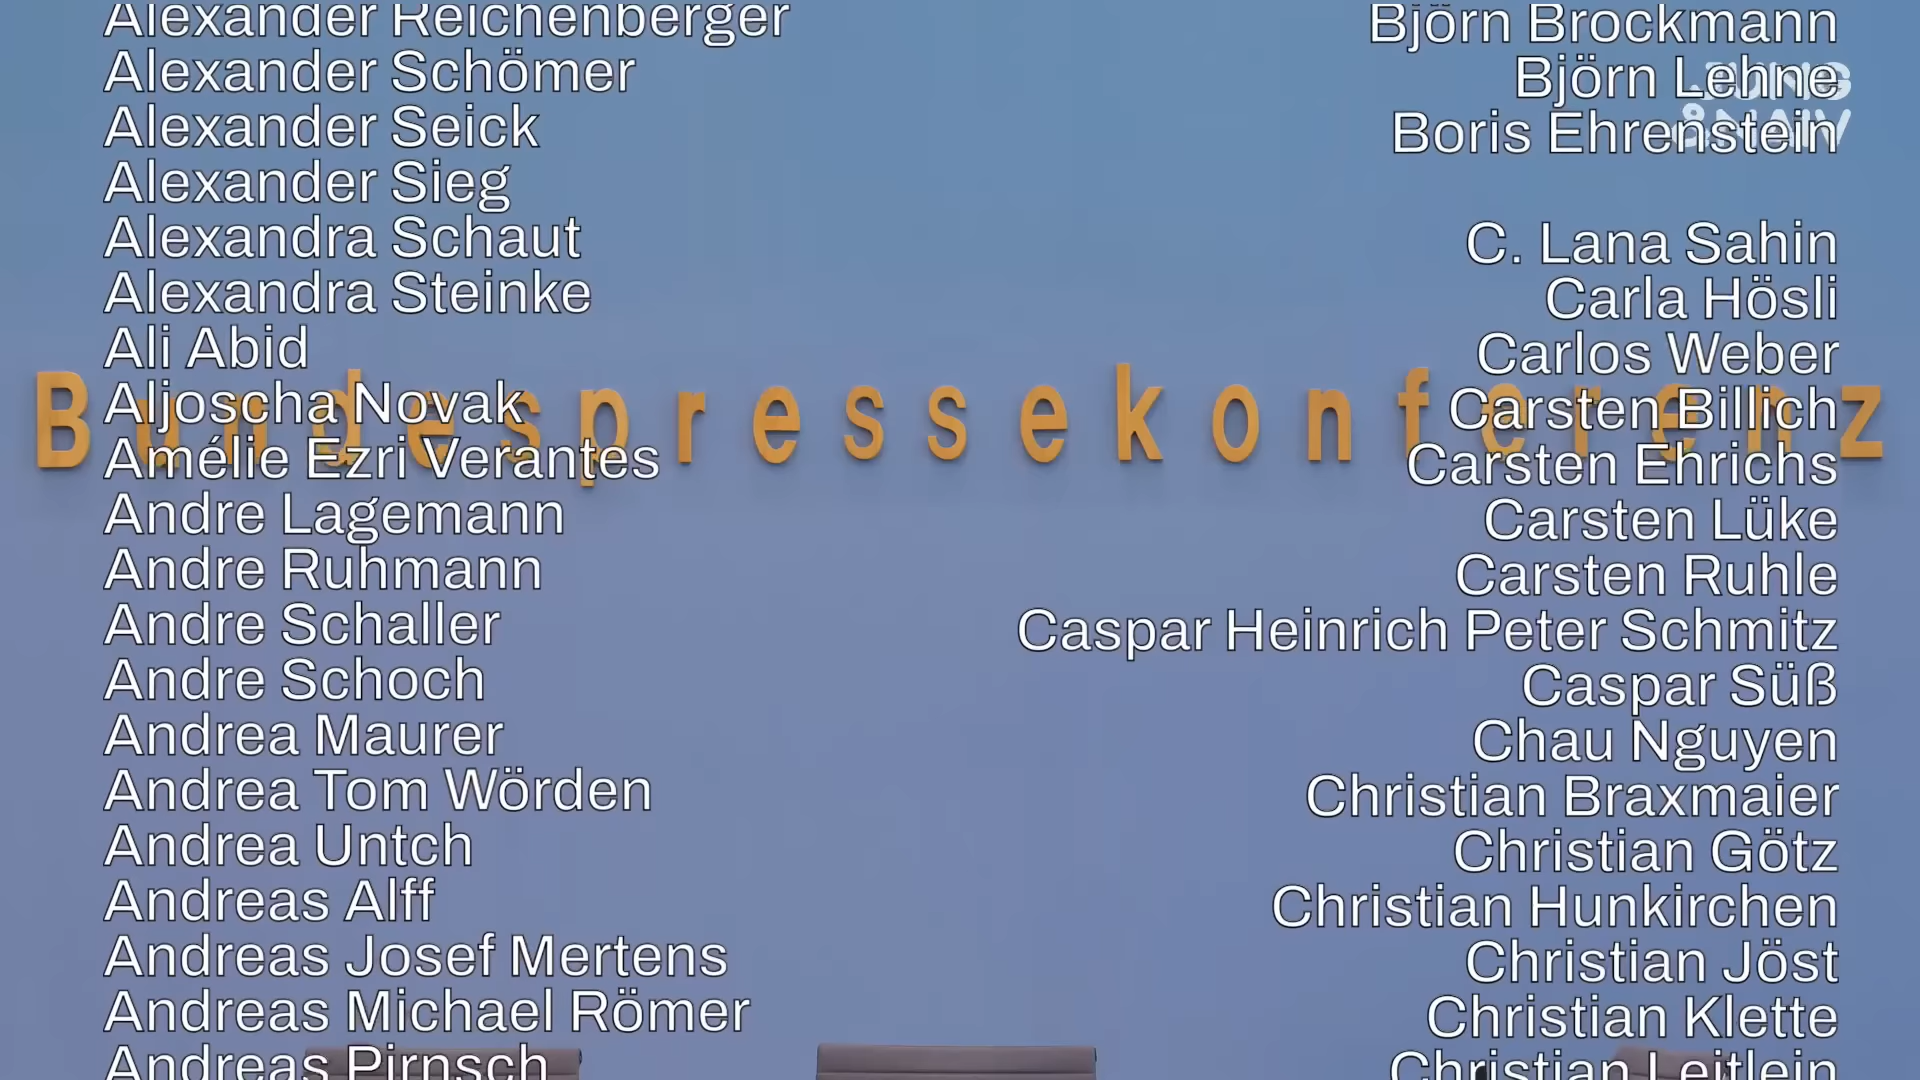 Alexander Reichenberger
Alexander Schömer
Alexander Seick
Alexander Sieg
Alexandra Schaut
Alexandra Steinke
Ali Abid
Aljoscha Novak
Amélie Ezri Verantes
Andre Lagemann
Andre Ruhmann
Andre Schaller
Andre Schoch
Andrea Maurer
Andrea Tom Wörden
Andrea Untch
Andreas Alff
Andreas Josef Mertens
Andreas Michael Römer
Andreas Pirnsch
Björn Brockmann
Björn Lehne
Boris Ehrenstein
C. Lana Sahin
Carla Hösli
Carlos Weber
Carsten Billich
Carsten Ehrichs
Carsten Lüke
Carsten Ruhle
Caspar Heinrich Peter Schmitz
Caspar Süß
Chau Nguyen
Christian Braxmaier
Christian Götz
Christian Hunkirchen
Christian Jöst
Christian Klette
Christian Leitlein
JUNG
&NAIV
Bundespressekonferenz